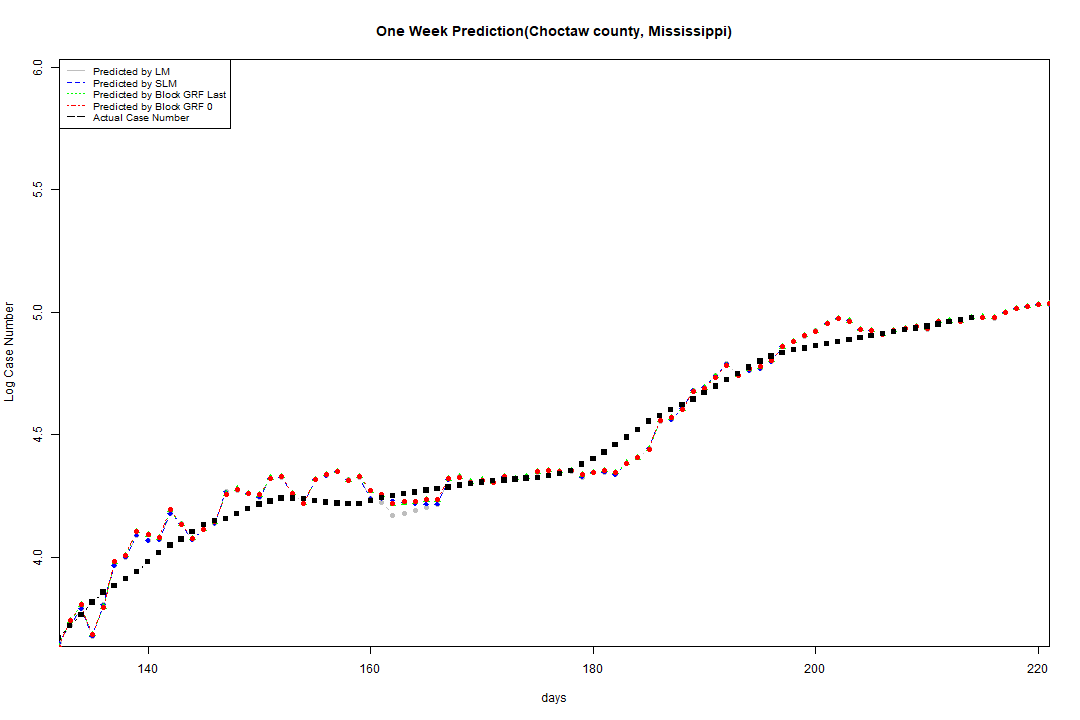 One Week Prediction(Choctaw county, Mississippi)
Predicted by LM
Predicted by SLM
Predicted by Block GRF Last
Predicted by Block GRF 0
Actual Case Number
6.0
5.5
5.0
4.5
4.0
Log Case Number
140 160 180 200 220
days